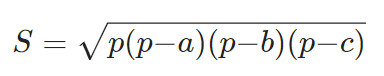 S = √p(p−a)(p−b)(p−c)